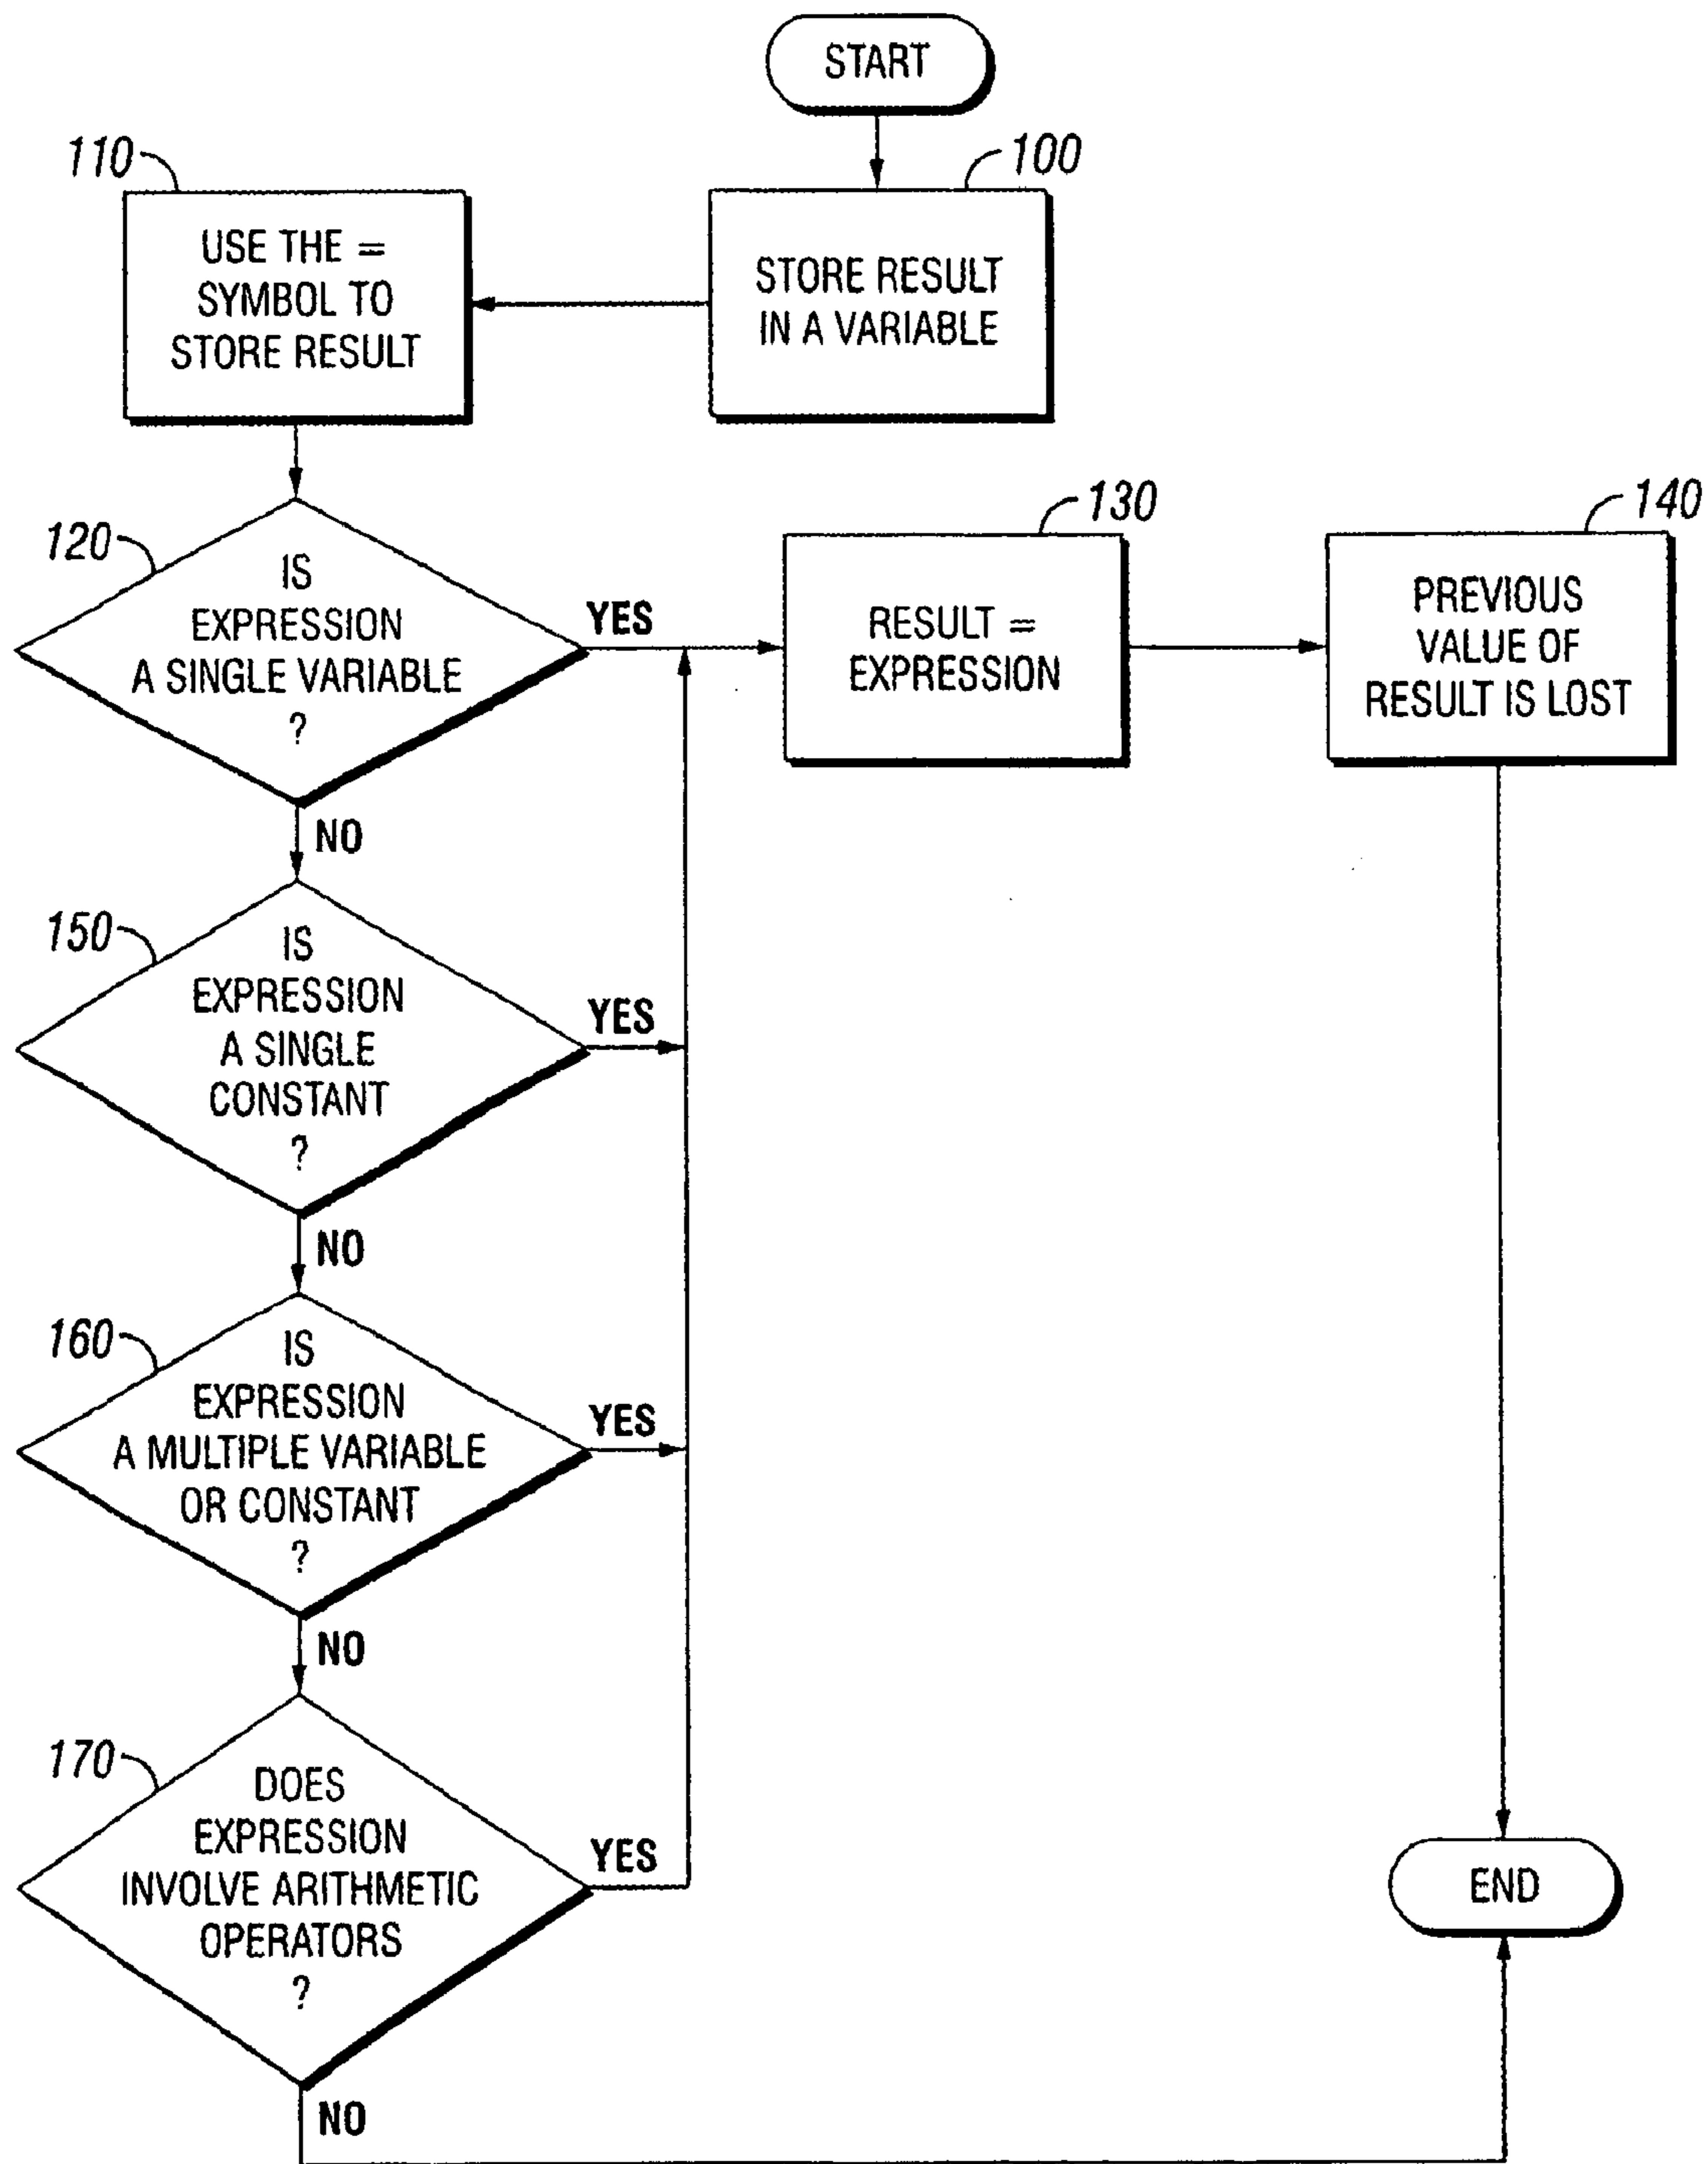 START
100
STORE RESULT
IN A VARIABLE
110
USE THE =
SYMBOL TO
STORE RESULT
120
IS
EXPRESSION
A SINGLE VARIABLE
?
YES
NO
130
RESULT =
EXPRESSION
140
PREVIOUS
VALUE OF
RESULT IS LOST
150
IS
EXPRESSION
A SINGLE
CONSTANT
?
YES
NO
160
IS
EXPRESSION
A MULTIPLE VARIABLE
OR CONSTANT
?
YES
NO
170
DOES
EXPRESSION
INVOLVE ARITHMETIC
OPERATORS
?
YES
NO
END